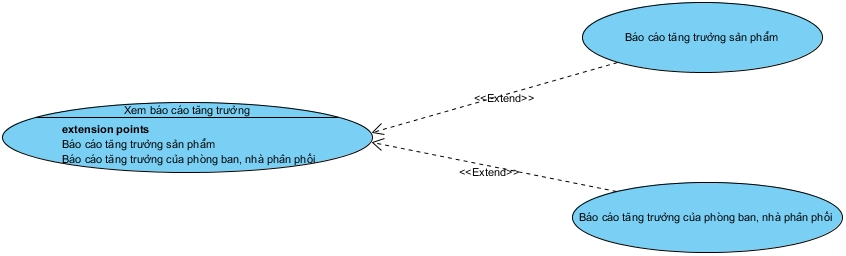 Báo cáo tăng trưởng sản phẩm
<<Extend>>
Xem báo cáo tăng trưởng
extension points
Báo cáo tăng trưởng sản phẩm
Báo cáo tăng trưởng của phòng ban, nhà phân phối
<<Extend>>
Báo cáo tăng trưởng của phòng ban, nhà phân phối